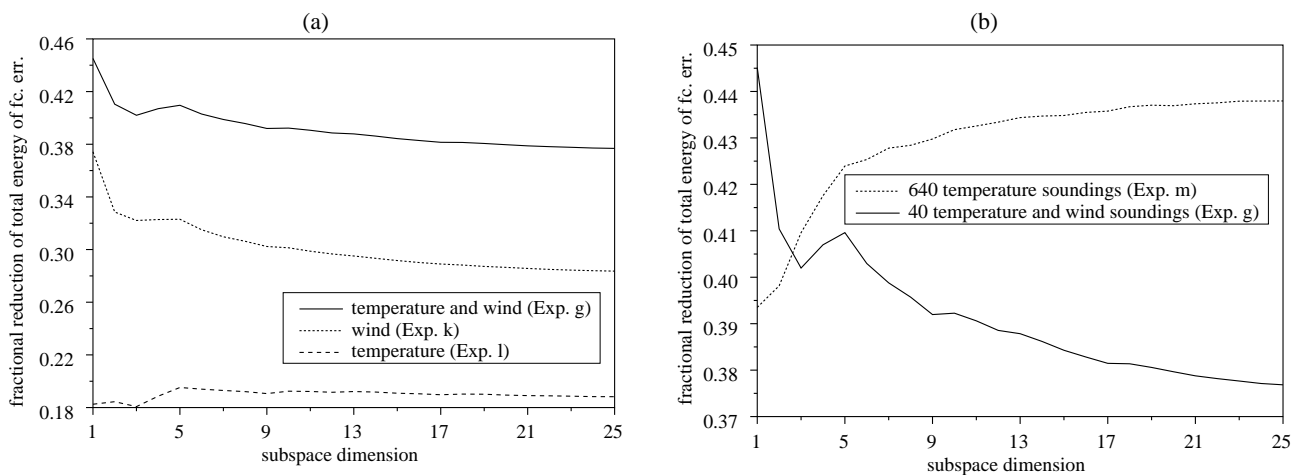 (a)
fractional reduction of total energy of fc. err.
0.46
0.42
0.38
0.34
0.30
0.26
0.22
0.18
temperature and wind (Exp. g)
wind (Exp. k)
temperature (Exp. l)
1 5 9 13 17 21 25
subspace dimension
(b)
fractional reduction of total energy of fc. err.
0.45
0.44
0.43
0.42
0.41
0.40
0.39
0.38
0.37
640 temperature soundings (Exp. m)
40 temperature and wind soundings (Exp. g)
1 5 9 13 17 21 25
subspace dimension